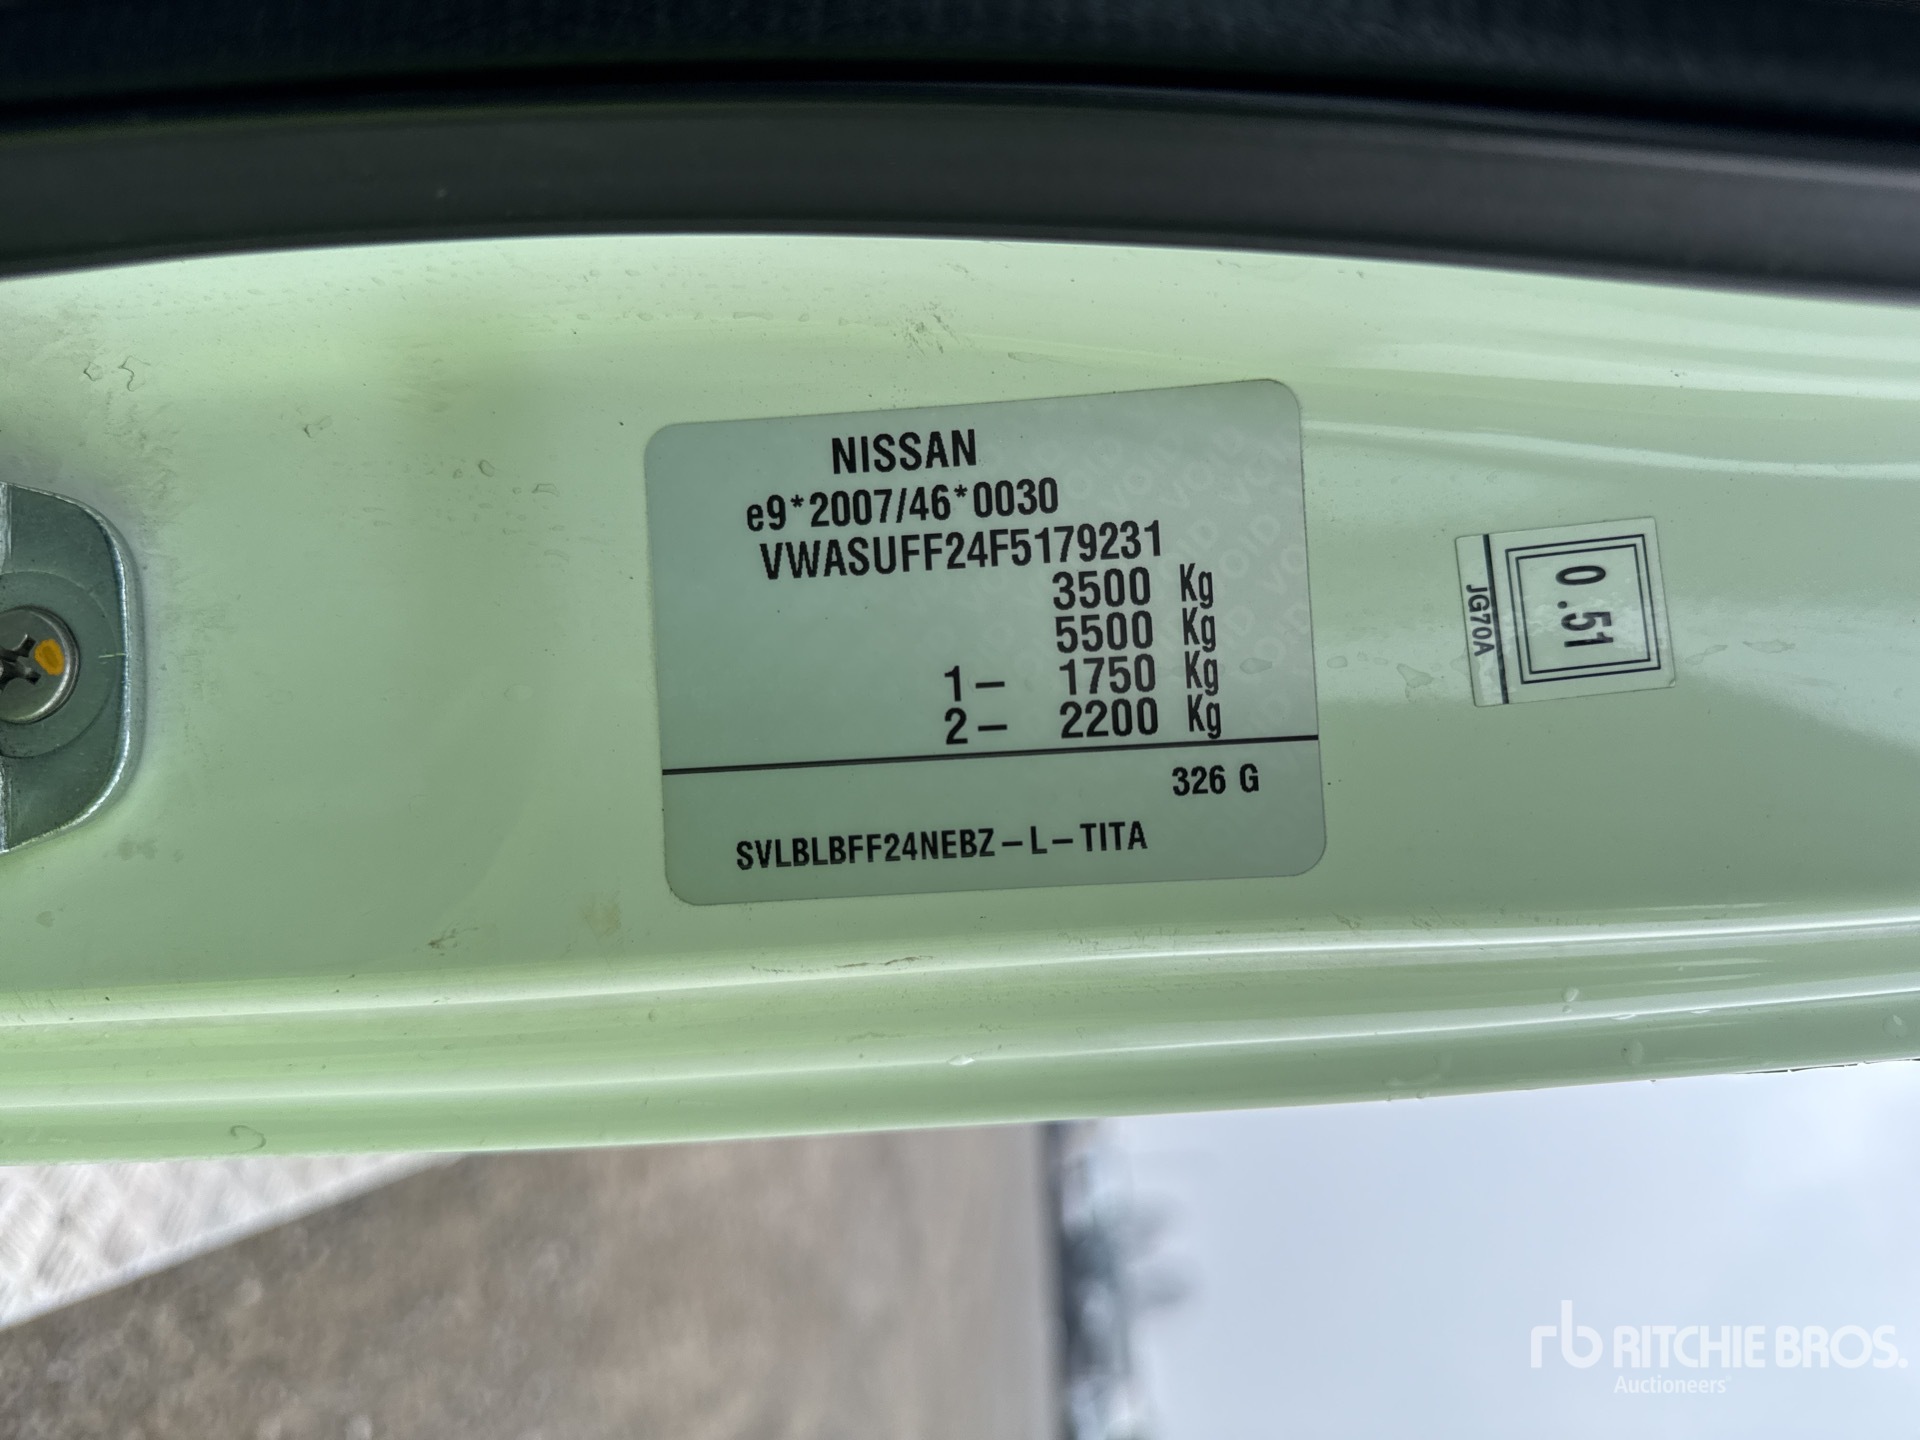 NISSAN
e9*2007/46*0030
VWASUFF24F5179231
3500 Kg
5500 Kg
1– 1750 Kg
2– 2200 Kg
326 G
SVLBLBFF24NEBZ–L–TITA
0.51
JG70A
rb RITCHIE BROS.
Auctioneers